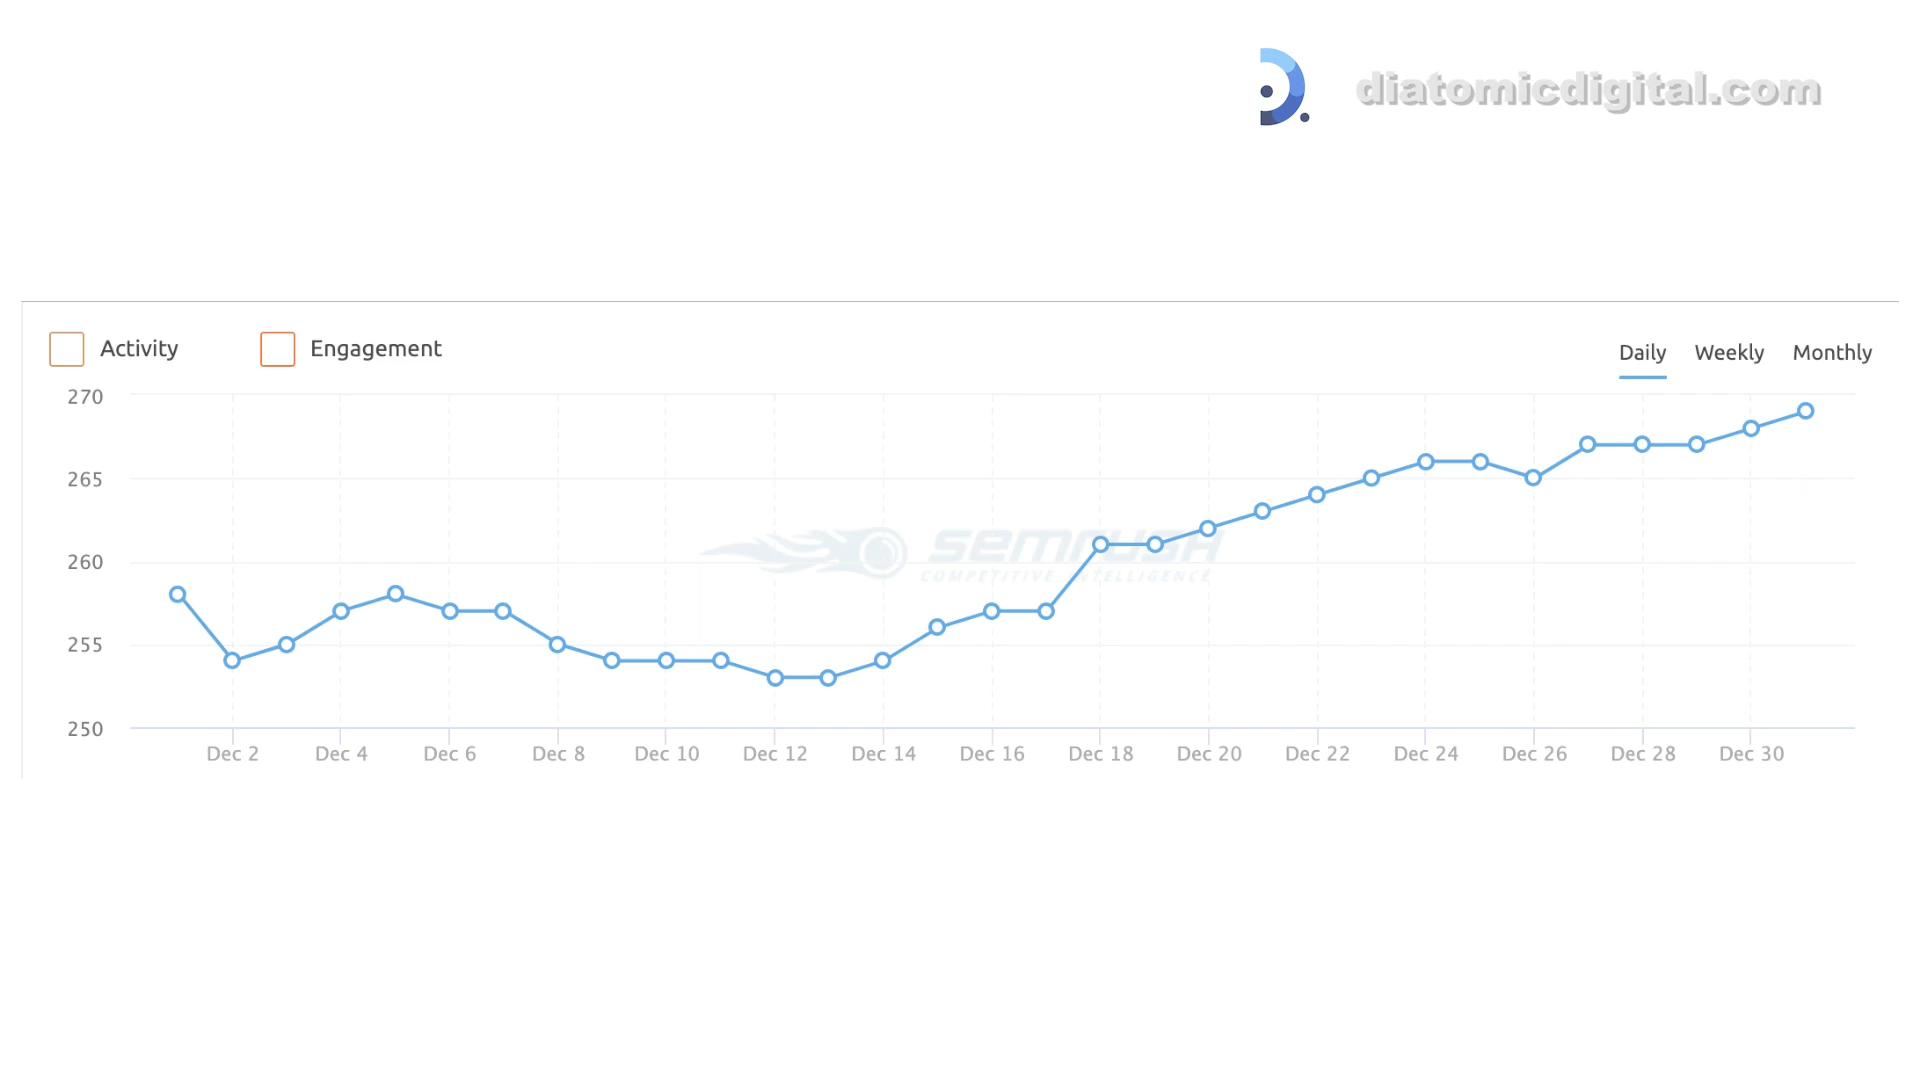 diatomicdigital.com
Activity
Engagement
Daily
Weekly
Monthly
270
265
260
255
250
semrush
COMPETITIVE INTELLIGENCE
Dec 2
Dec 4
Dec 6
Dec 8
Dec 10
Dec 12
Dec 14
Dec 16
Dec 18
Dec 20
Dec 22
Dec 24
Dec 26
Dec 28
Dec 30